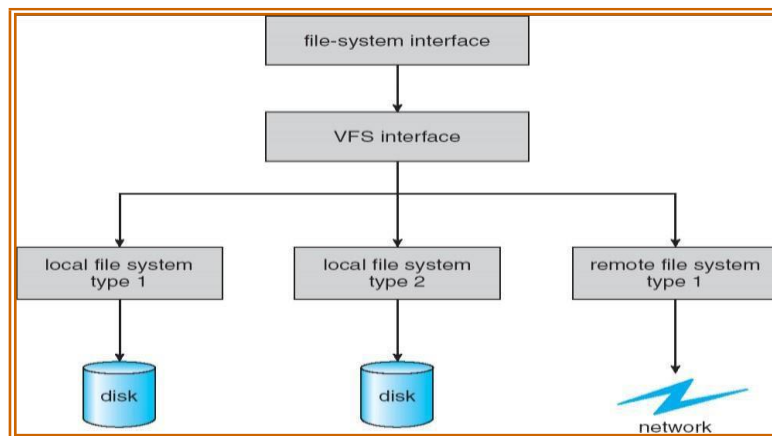 file-system interface
VFS interface
local file system
type 1
local file system
type 2
remote file system
type 1
disk
disk
network